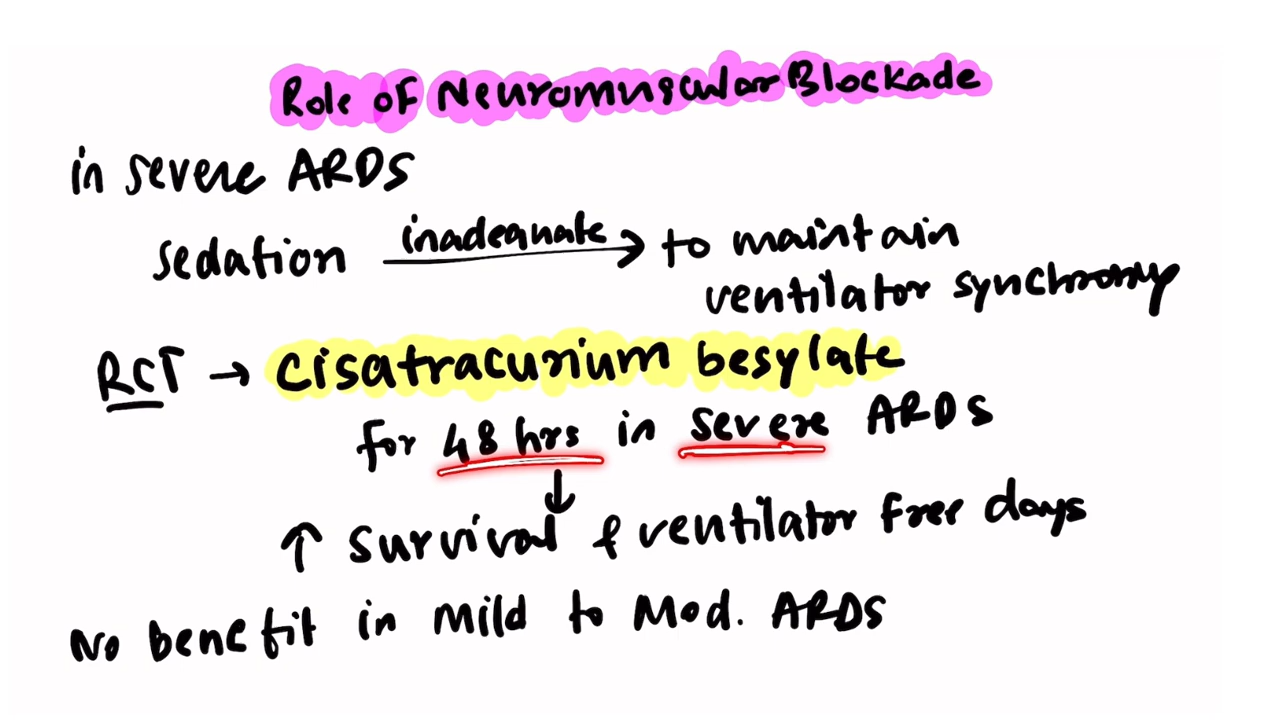 Role of Neuromuscular Blockade
in severe ARDS
sedation inadequate → to maintain
ventilator synchrony
RCT → cisatracurium besylate
for 48 hrs in severe ARDS
↓
↑ survival & ventilator free days
No benefit in mild to Mod. ARDS